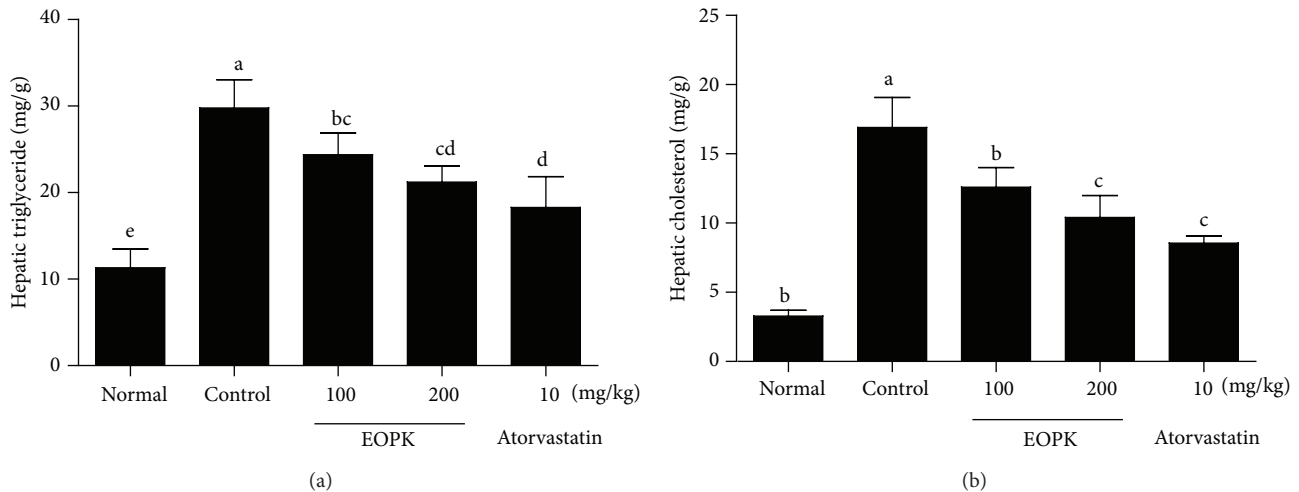 Hepatic triglyceride (mg/g)
40
30
20
10
0
e
a
bc
cd
d
Normal
Control
100
200
10 (mg/kg)
EOPK
Atorvastatin
(a)
Hepatic cholesterol (mg/g)
25
20
15
10
5
0
b
a
b
c
c
Normal
Control
100
200
10 (mg/kg)
EOPK
Atorvastatin
(b)